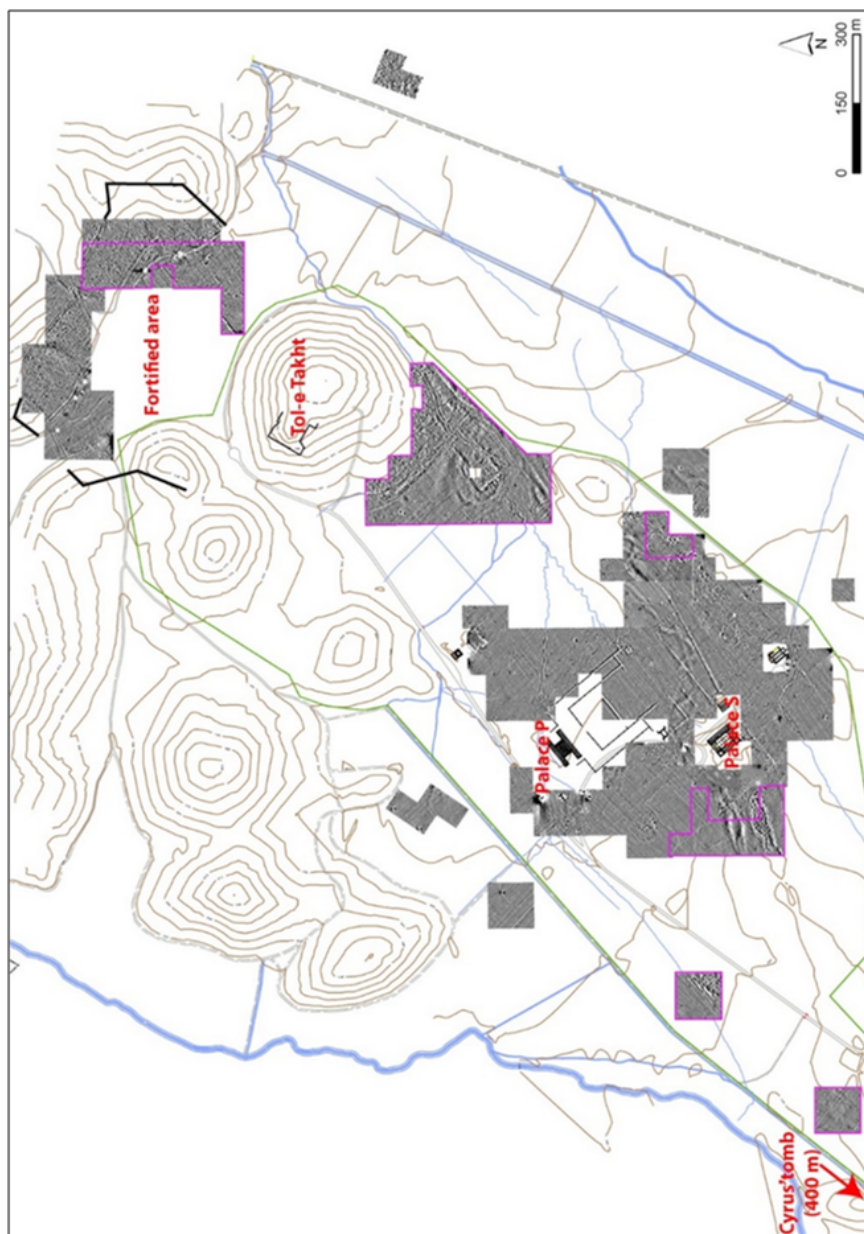 Fortified area
Tol-e Takht
Palace P
Palace S
Cyrus'tomb
(400 m)
N
0 150 300
m